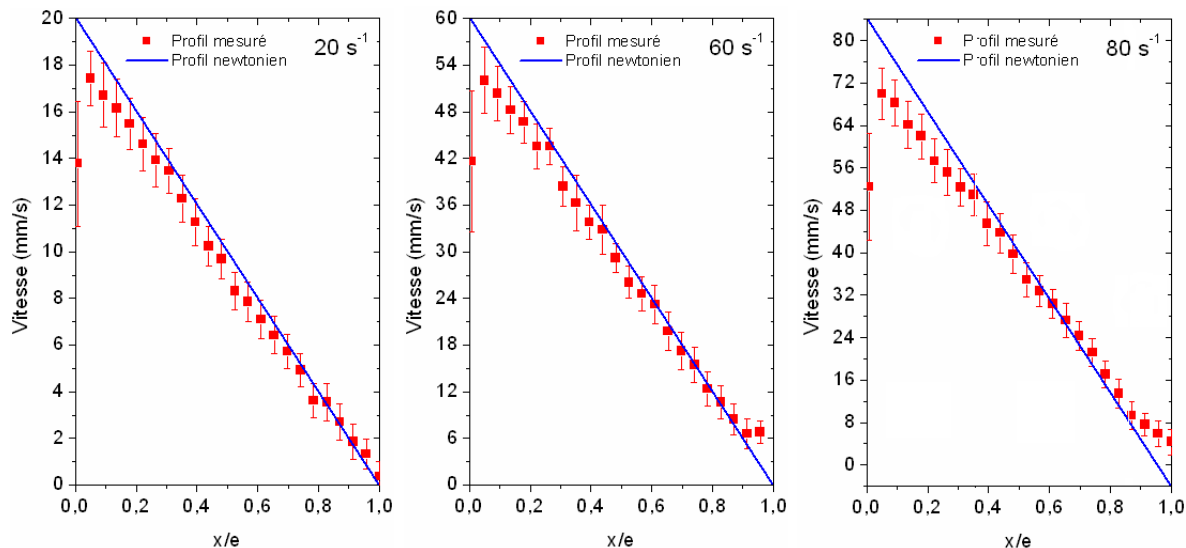 Profil mesuré
Profil newtonien
20 s⁻¹
Vitesse (mm/s)
20
18
16
14
12
10
8
6
4
2
0
0,0 0,2 0,4 0,6 0,8 1,0
x/e
Profil mesuré
Profil newtonien
60 s⁻¹
Vitesse (mm/s)
60
54
48
42
36
30
24
18
12
6
0
0,0 0,2 0,4 0,6 0,8 1,0
x/e
Profil mesuré
Profil newtonien
80 s⁻¹
Vitesse (mm/s)
80
72
64
56
48
40
32
24
16
8
0
0,0 0,2 0,4 0,6 0,8 1,0
x/e